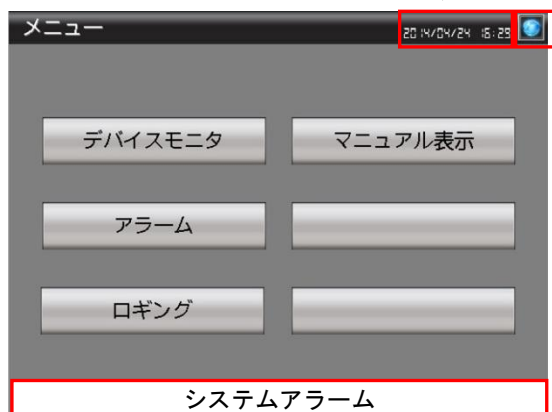 メニュー
2014/04/24 16:29
デバイスモニタ
マニュアル表示
アラーム
ロギング
システムアラーム